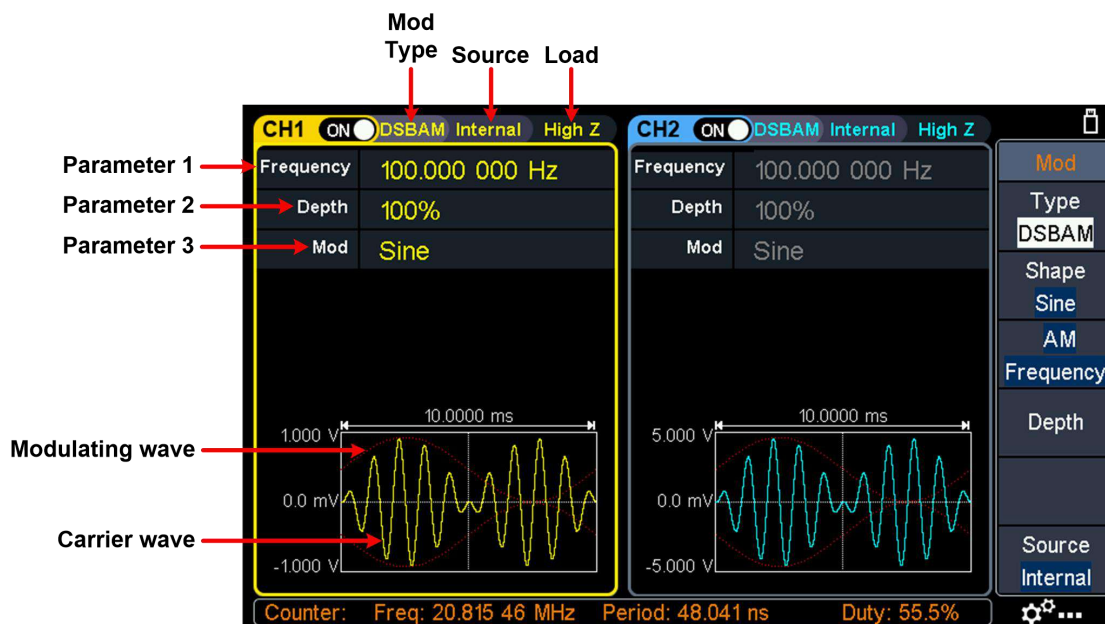 Mod
Type Source Load
CH1 ON DSBAM Internal High Z
CH2 ON DSBAM Internal High Z
Parameter 1
Frequency 100.000 000 Hz
Parameter 2
Depth 100%
Parameter 3
Mod Sine
Frequency 100.000 000 Hz
Depth 100%
Mod Sine
Mod
Type
DSBAM
Shape
Sine
AM
Frequency
Depth
Source
Internal
Modulating wave
Carrier wave
10.0000 ms
1.000 V
0.0 mV
-1.000 V
10.0000 ms
5.000 V
0.0 mV
-5.000 V
Counter: Freq: 20.815 46 MHz Period: 48.041 ns Duty: 55.5%